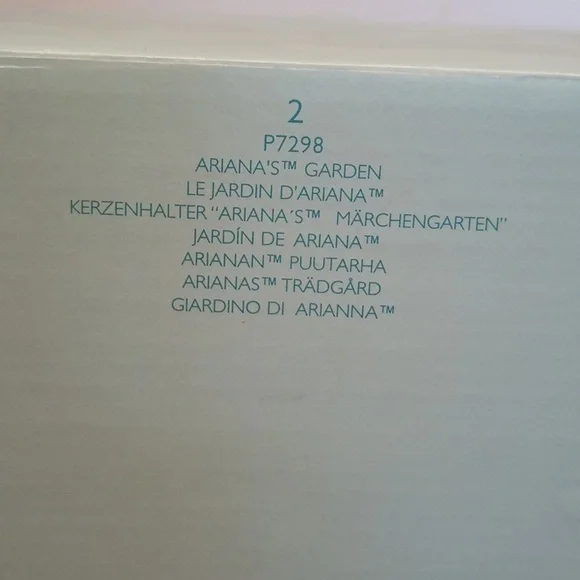 2
P7298
ARIANA'S™ GARDEN
LE JARDIN D'ARIANA™
KERZENHALTER "ARIANA´S™ MÄRCHENGARTEN"
JARDÍN DE ARIANA™
ARIANAN™ PUUTARHA
ARIANAS™ TRÄDGÅRD
GIARDINO DI ARIANNA™